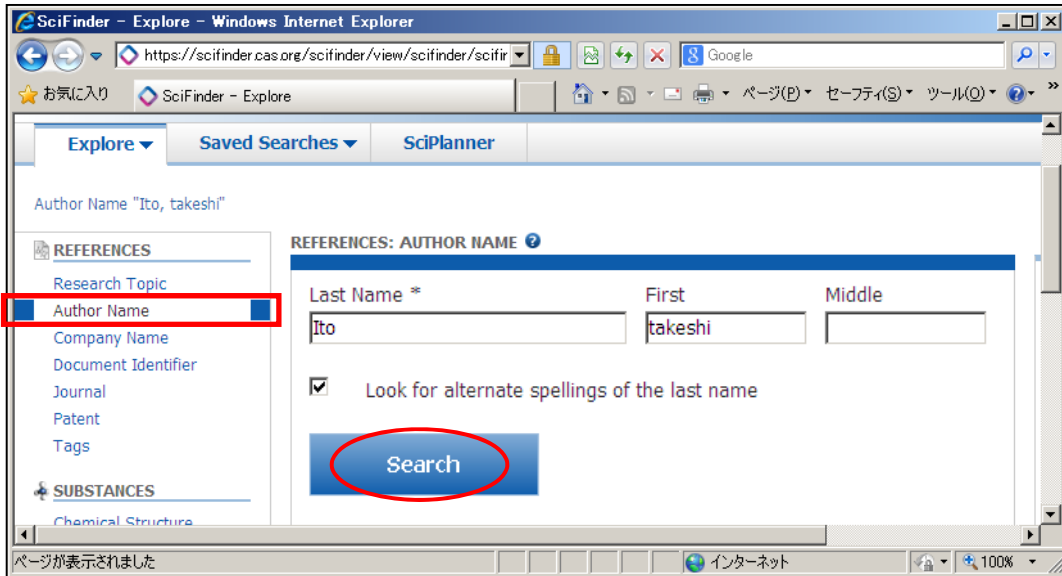 SciFinder - Explore - Windows Internet Explorer
https://scifinder.cas.org/scifinder/view/scifinder/scifir
Google
お気に入り
SciFinder - Explore
ページ(P)
セーフティ(S)
ツール(O)
»
Explore
Saved Searches
SciPlanner
Author Name "Ito, takeshi"
REFERENCES
Research Topic
Author Name
Company Name
Document Identifier
Journal
Patent
Tags
SUBSTANCES
Chemical Structure
REFERENCES: AUTHOR NAME
Last Name *
First
Middle
Ito
takeshi
Look for alternate spellings of the last name
Search
ページが表示されました
インターネット
100%